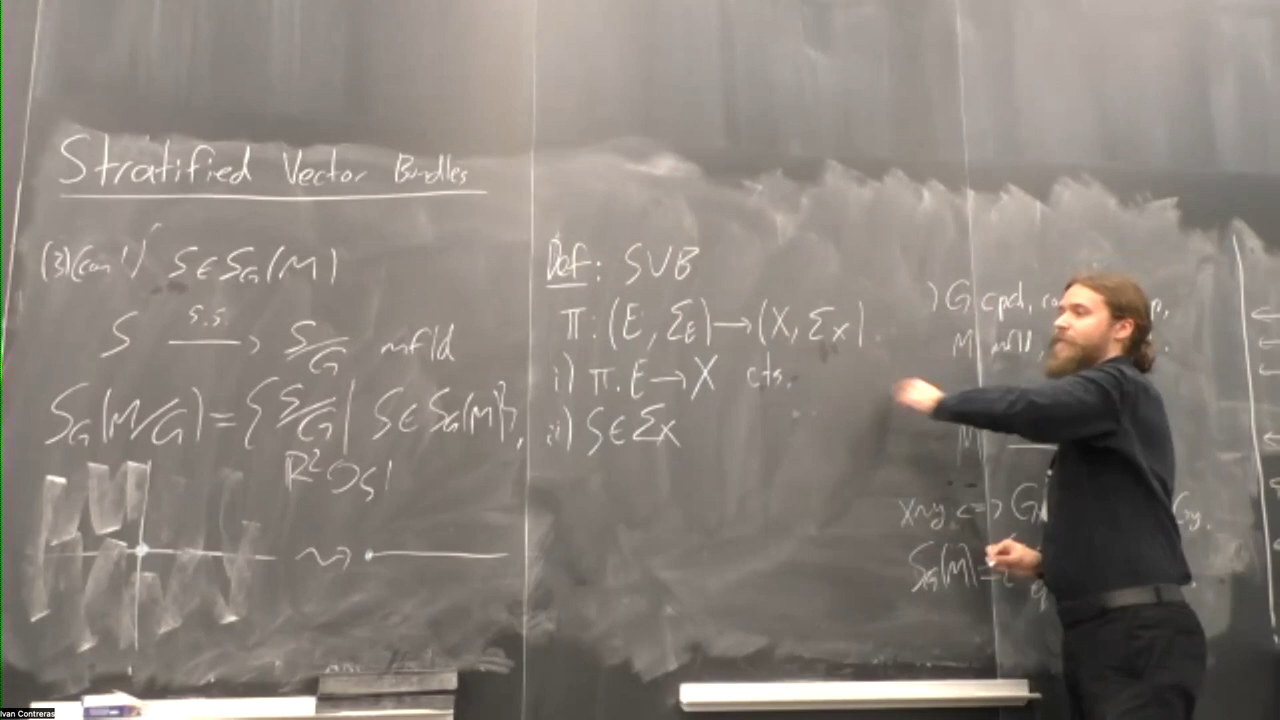 Stratified Vector Bundles
(3)(con't) S ∈ S_G(M)
S —s.s.→ S/G mfld
S_G(M/G) = { S/G | S ∈ S_G(M) },
R² ↻ S¹
Def: SVB
π: (E, Σ_E) → (X, Σ_X).
i) π: E → X cts.
ii) S ∈ Σ_X
) G cpct,
M mfld
M
x~y <=> G
S_G(M) = {
Ivan Contreras